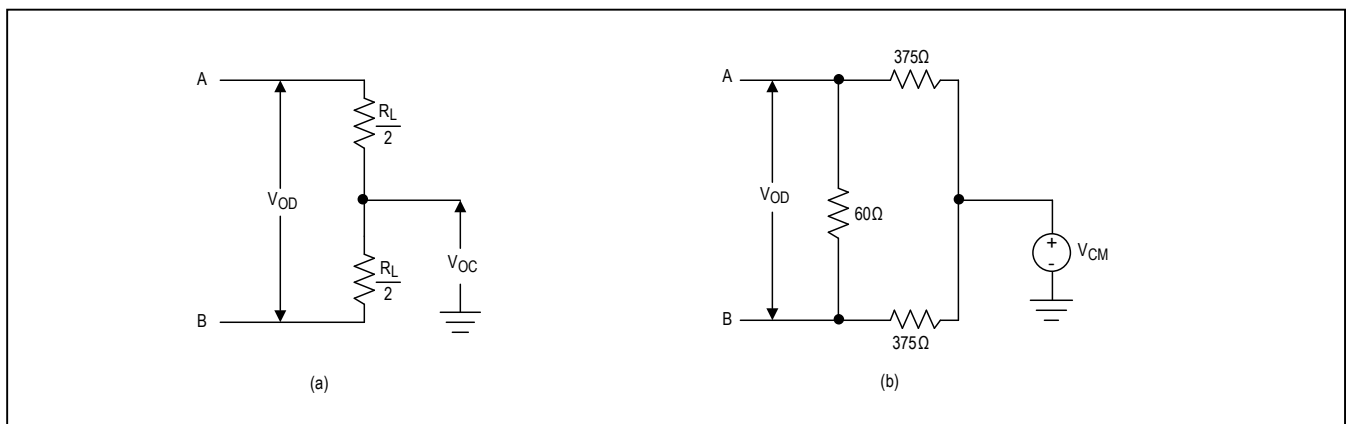 A
R_L
2
V_OD
R_L
2
V_OC
B
(a)
375Ω
A
V_OD
60Ω
+
-
V_CM
B
375Ω
(b)